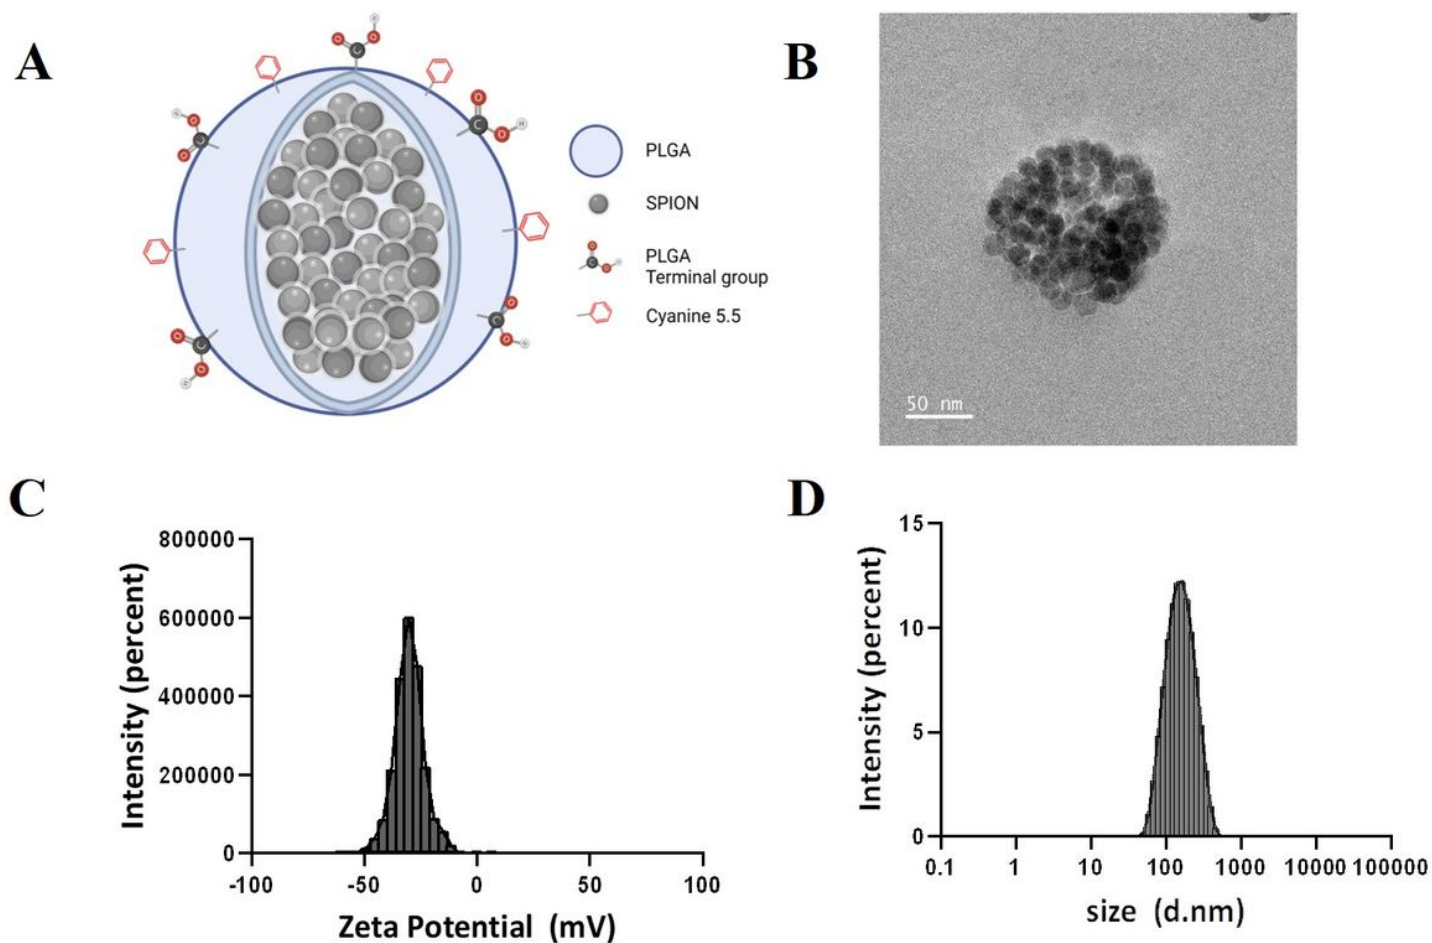 A
PLGA
SPION
PLGA
Terminal group
Cyanine 5.5
B
50 nm
C
800000
600000
400000
200000
0
-100
-50
0
50
100
Intensity (percent)
Zeta Potential (mV)
D
15
10
5
0
0.1
1
10
100
1000
10000
100000
Intensity (percent)
size (d.nm)